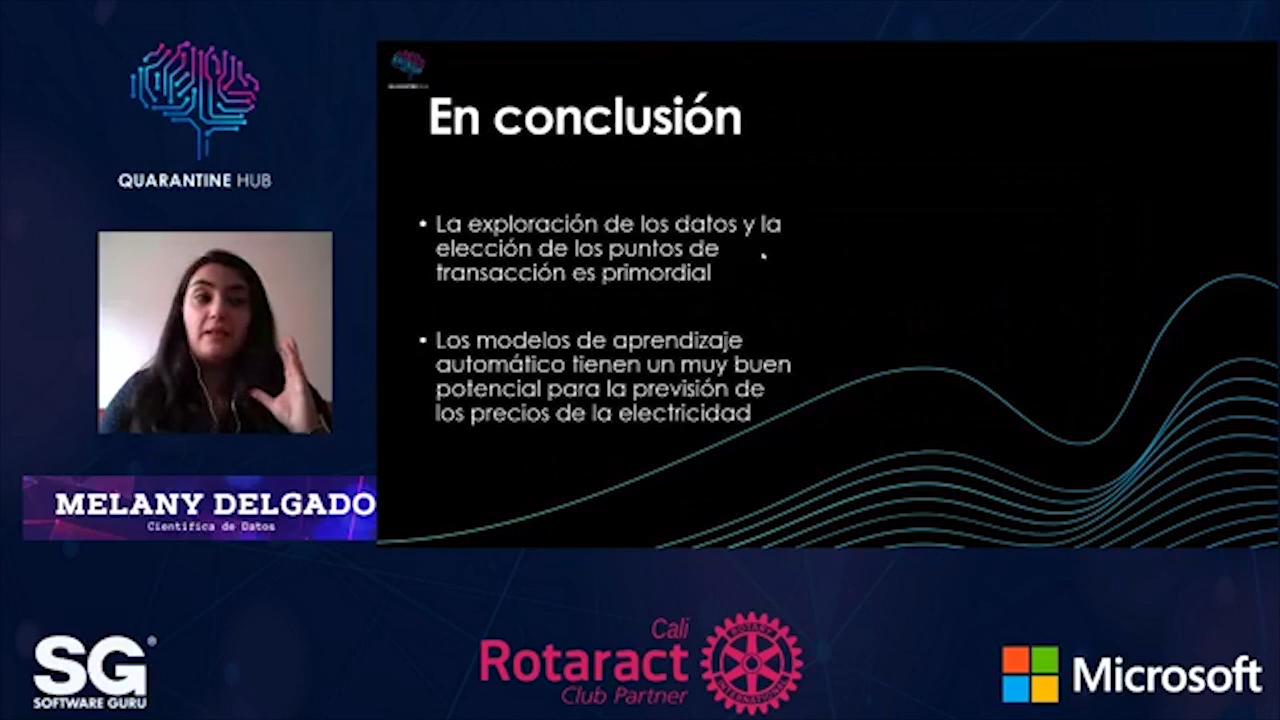 QUARANTINE HUB
En conclusión
• La exploración de los datos y la
elección de los puntos de
transacción es primordial
• Los modelos de aprendizaje
automático tienen un muy buen
potencial para la previsión de
los precios de la electricidad
MELANY DELGADO
Científica de Datos
SG
SOFTWARE GURU
Cali
Rotaract
Club Partner
ROTARY
INTERNATIONAL
Microsoft